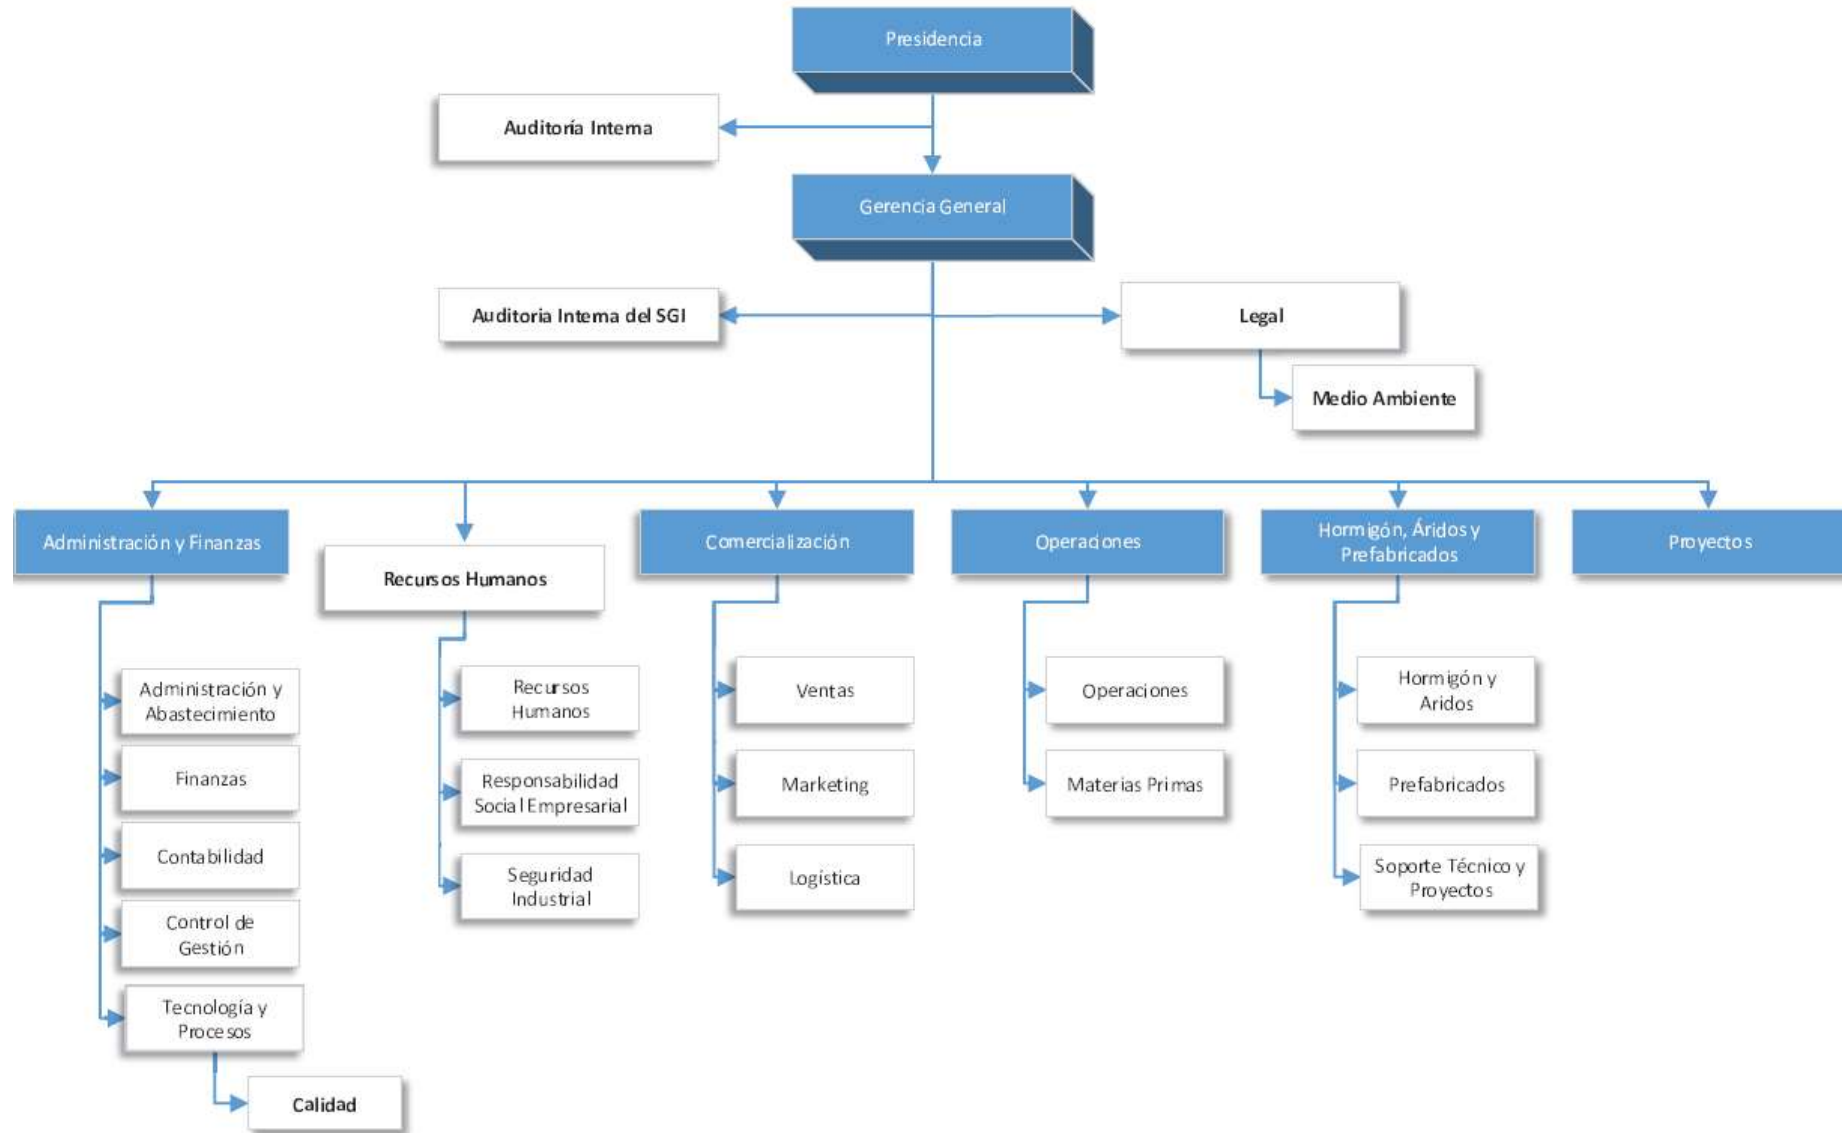 Presidencia
Auditoría Interna
Gerencia General
Auditoria Interna del SGI
Legal
Medio Ambiente
Administración y Finanzas
Recursos Humanos
Comercialización
Operaciones
Hormigón, Áridos y
Prefabricados
Proyectos
Administración y
Abastecimiento
Finanzas
Contabilidad
Control de
Gestión
Tecnología y
Procesos
Calidad
Recursos
Humanos
Responsabilidad
Social Empresarial
Seguridad
Industrial
Ventas
Marketing
Logística
Operaciones
Materias Primas
Hormigón y
Aridos
Prefabricados
Soporte Técnico y
Proyectos